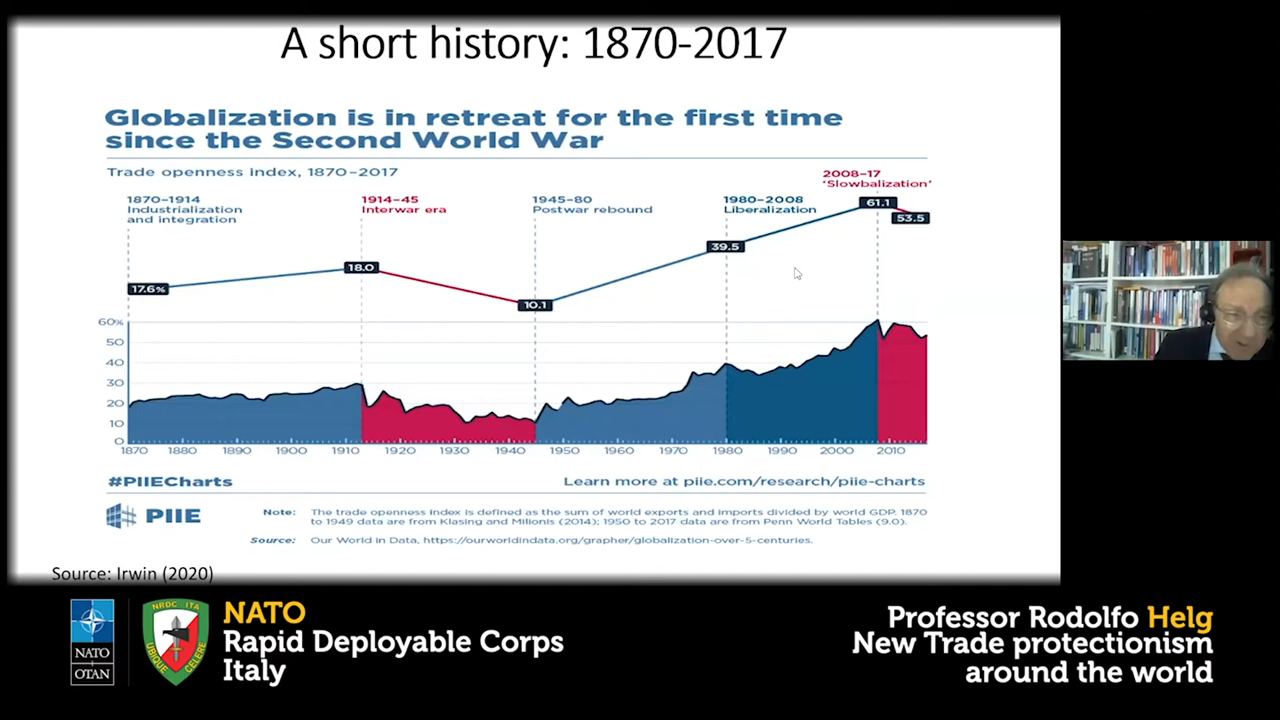 A short history: 1870-2017
Globalization is in retreat for the first time
since the Second World War
Trade openness index, 1870–2017
1870–1914
Industrialization
and integration
1914–45
Interwar era
1945–80
Postwar rebound
1980–2008
Liberalization
2008–17
‘Slowbalization’
17.6%
18.0
10.1
39.5
61.1
53.5
60%
50
40
30
20
10
0
1870 1880 1890 1900 1910 1920 1930 1940 1950 1960 1970 1980 1990 2000 2010
#PIIECharts
Learn more at piie.com/research/piie-charts
PIIE
Note: The trade openness index is defined as the sum of world exports and imports divided by world GDP. 1870
to 1949 data are from Klasing and Milionis (2014); 1950 to 2017 data are from Penn World Tables (9.0).
Source: Our World in Data, https://ourworldindata.org/grapher/globalization-over-5-centuries.
Source: Irwin (2020)
NATO
OTAN
NRDC - ITA
UBIQUE CELERE
NATO
Rapid Deployable Corps
Italy
Professor Rodolfo Helg
New Trade protectionism
around the world